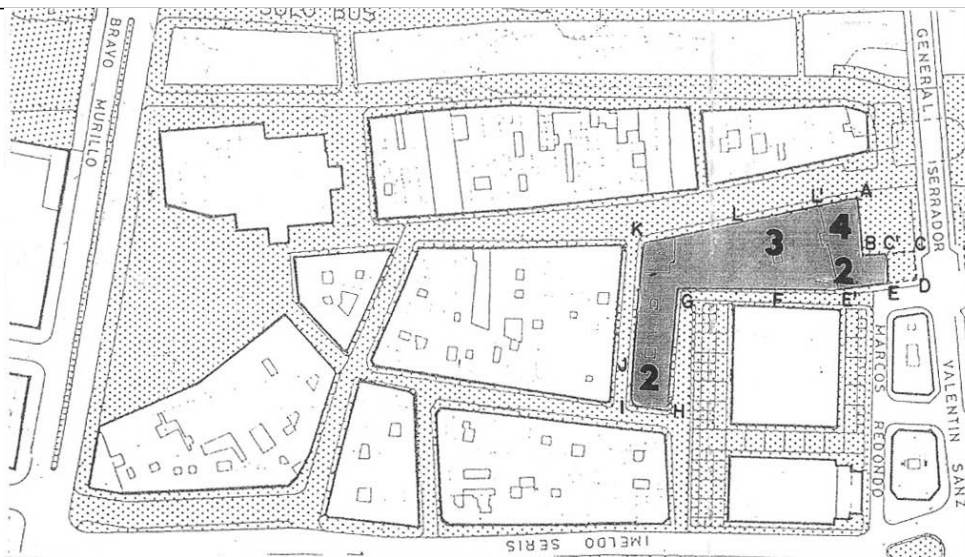 SOLO BUS
BRAVO MURILLO
GENERAL I
ISERRADOR
A
L'
4
K
L
3
B
C'
C
2
D
E
E'
F
G
J
2
I
H
MARCOS REDONDO
VALENTIN SANZ
IMELDO SERIS